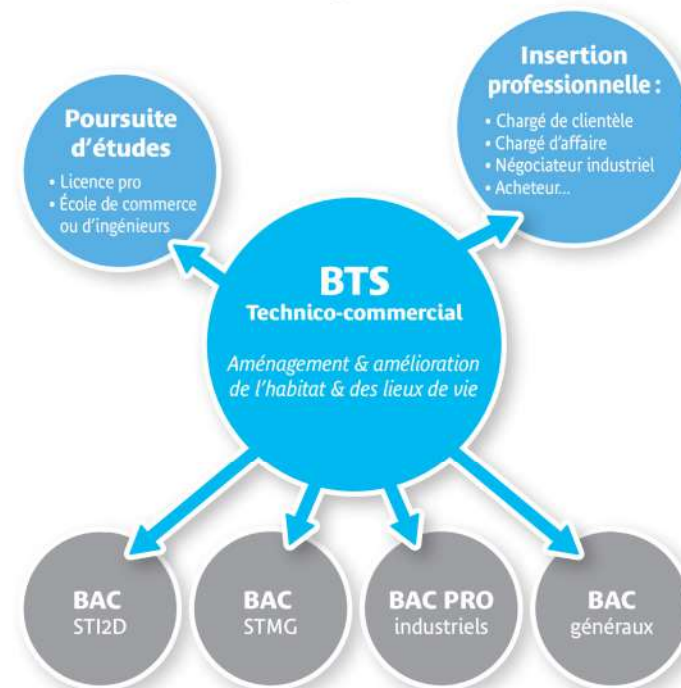 Poursuite
d'études
• Licence pro
• École de commerce
ou d'ingénieurs
Insertion
professionnelle :
• Chargé de clientèle
• Chargé d'affaire
• Négociateur industriel
• Acheteur...
BTS
Technico-commercial
Aménagement & amélioration
de l'habitat & des lieux de vie
BAC
STI2D
BAC
STMG
BAC PRO
industriels
BAC
généraux